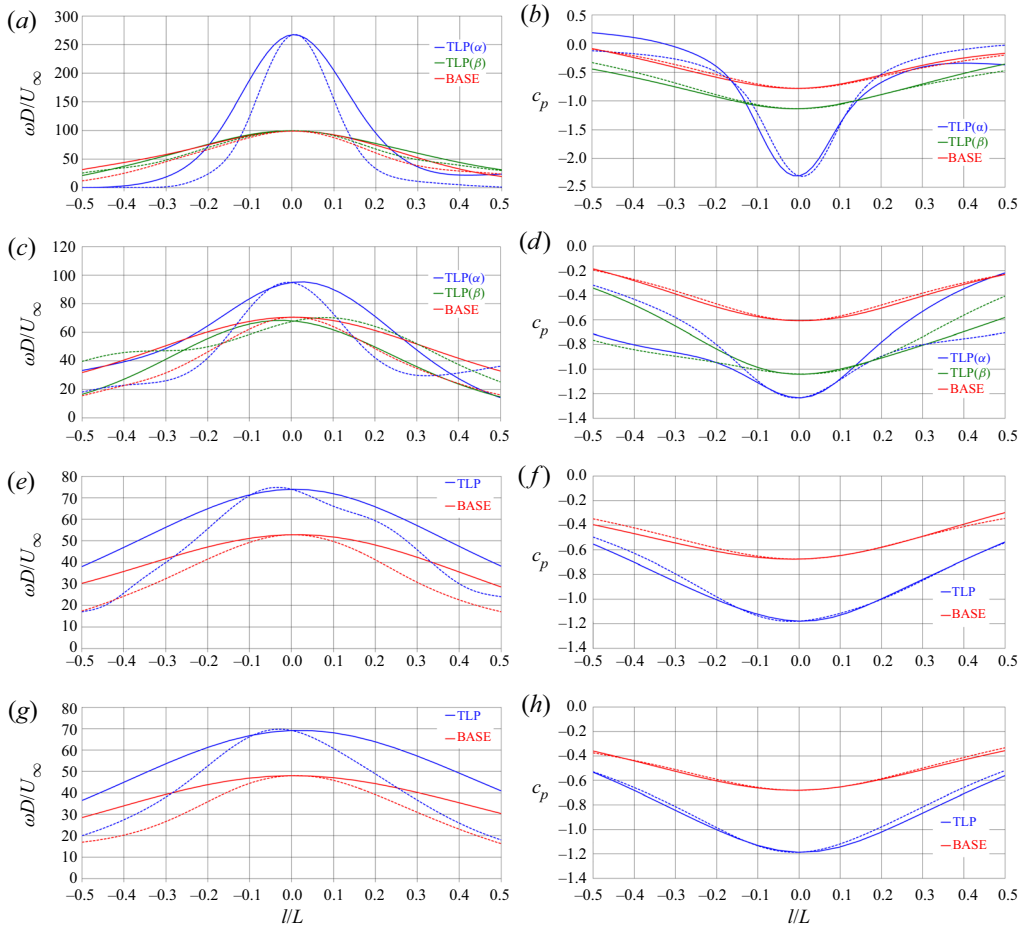 (a)
300
250
200
150
100
50
0
ωD/U∞
TLP(α)
TLP(β)
BASE
–0.5 –0.4 –0.3 –0.2 –0.1 0.0 0.1 0.2 0.3 0.4 0.5
(b)
0.5
0.0
–0.5
–1.0
–1.5
–2.0
–2.5
cp
TLP(α)
TLP(β)
BASE
–0.5 –0.4 –0.3 –0.2 –0.1 0.0 0.1 0.2 0.3 0.4 0.5
(c)
120
100
80
60
40
20
0
ωD/U∞
TLP(α)
TLP(β)
BASE
–0.5 –0.4 –0.3 –0.2 –0.1 0.0 0.1 0.2 0.3 0.4 0.5
(d)
0.0
–0.2
–0.4
–0.6
–0.8
–1.0
–1.2
–1.4
cp
TLP(α)
TLP(β)
BASE
–0.5 –0.4 –0.3 –0.2 –0.1 0.0 0.1 0.2 0.3 0.4 0.5
(e)
80
70
60
50
40
30
20
10
0
ωD/U∞
TLP
BASE
–0.5 –0.4 –0.3 –0.2 –0.1 0.0 0.1 0.2 0.3 0.4 0.5
(f)
0.0
–0.2
–0.4
–0.6
–0.8
–1.0
–1.2
–1.4
cp
TLP
BASE
–0.5 –0.4 –0.3 –0.2 –0.1 0.0 0.1 0.2 0.3 0.4 0.5
(g)
80
70
60
50
40
30
20
10
0
ωD/U∞
TLP
BASE
–0.5 –0.4 –0.3 –0.2 –0.1 0.0 0.1 0.2 0.3 0.4 0.5
l/L
(h)
0.0
–0.2
–0.4
–0.6
–0.8
–1.0
–1.2
–1.4
cp
TLP
BASE
–0.5 –0.4 –0.3 –0.2 –0.1 0.0 0.1 0.2 0.3 0.4 0.5
l/L